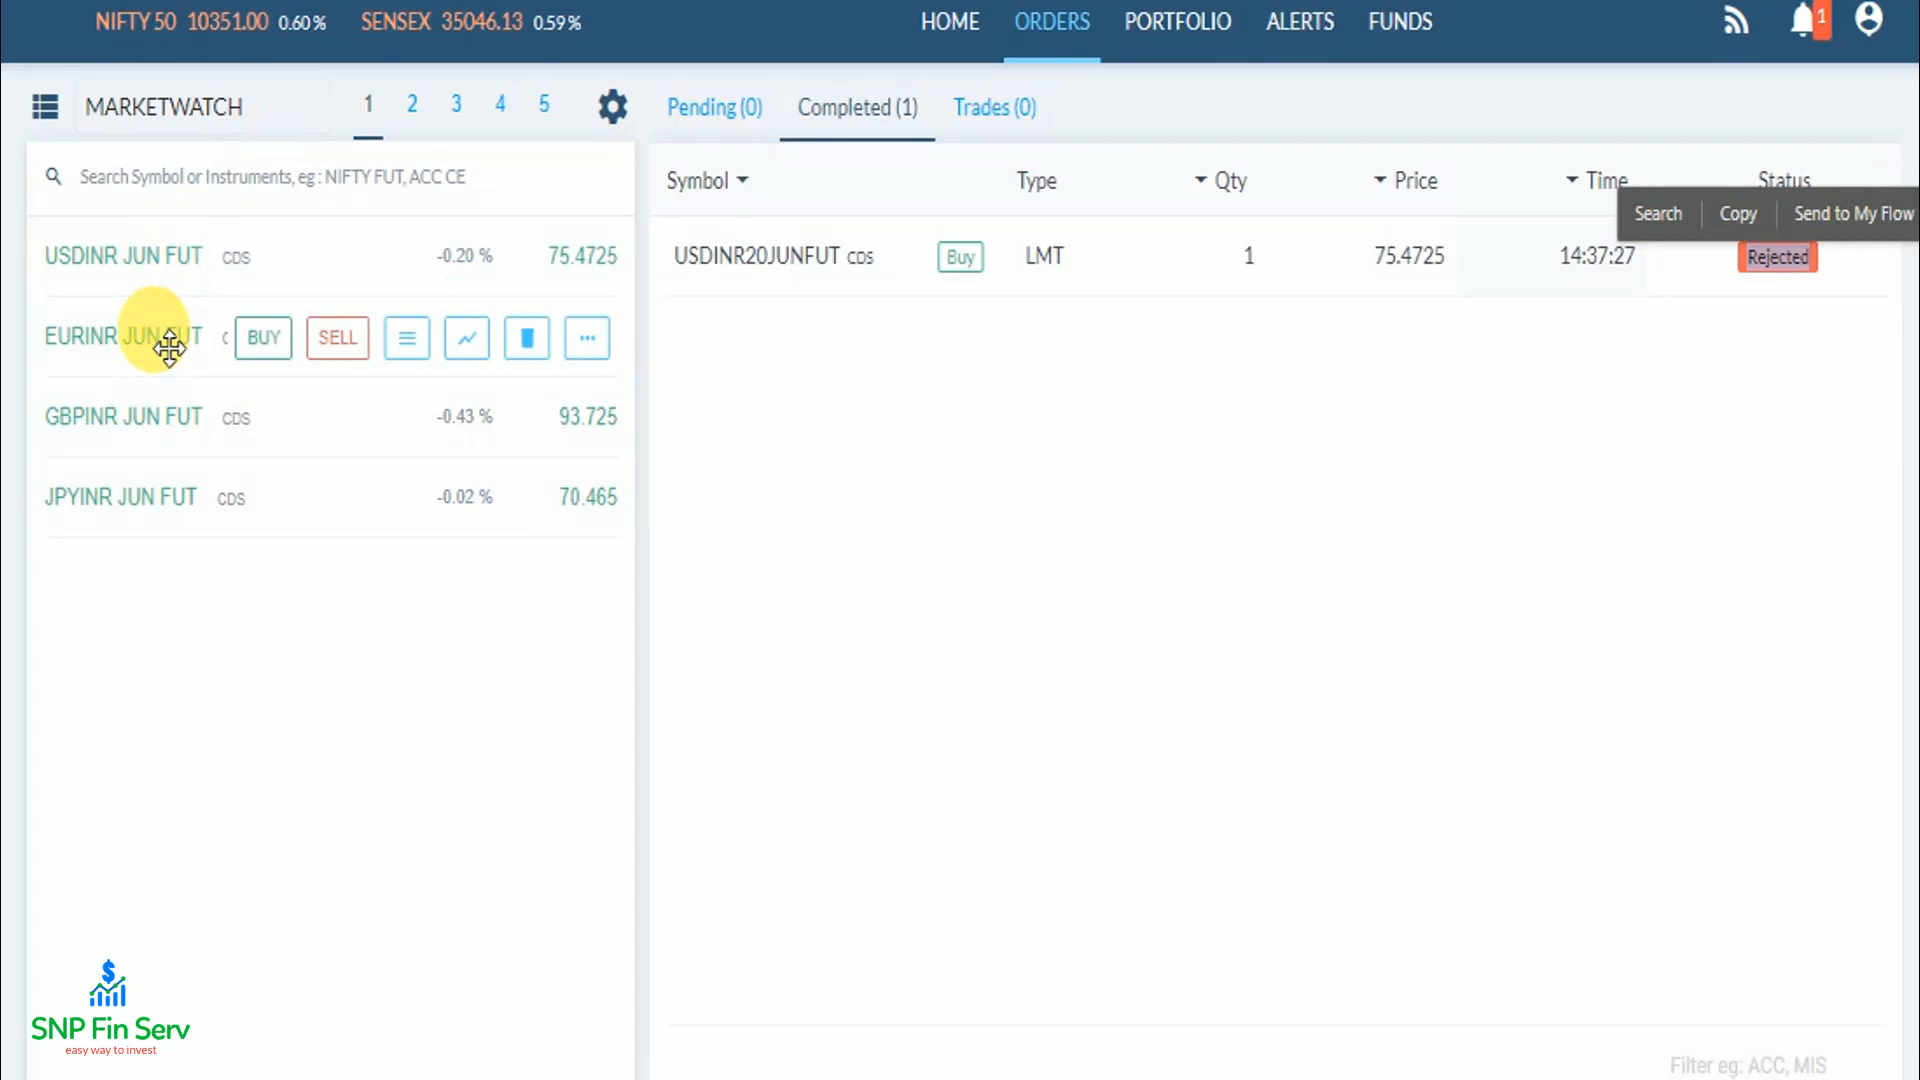 NIFTY 50 10351.00 0.60 % SENSEX 35046.13 0.59 % HOME ORDERS PORTFOLIO ALERTS FUNDS 1
MARKETWATCH 1 2 3 4 5 Pending (0) Completed (1) Trades (0)
Search Symbol or Instruments, eg : NIFTY FUT, ACC CE
Symbol Type Qty Price Time Status
Search Copy Send to My Flow
USDINR JUN FUT CDS -0.20 % 75.4725
USDINR20JUNFUT CDS Buy LMT 1 75.4725 14:37:27 Rejected
EURINR JUN FUT BUY SELL
GBPINR JUN FUT CDS -0.43 % 93.725
JPYINR JUN FUT CDS -0.02 % 70.465
SNP Fin Serv
easy way to invest
Filter eg: ACC, MIS